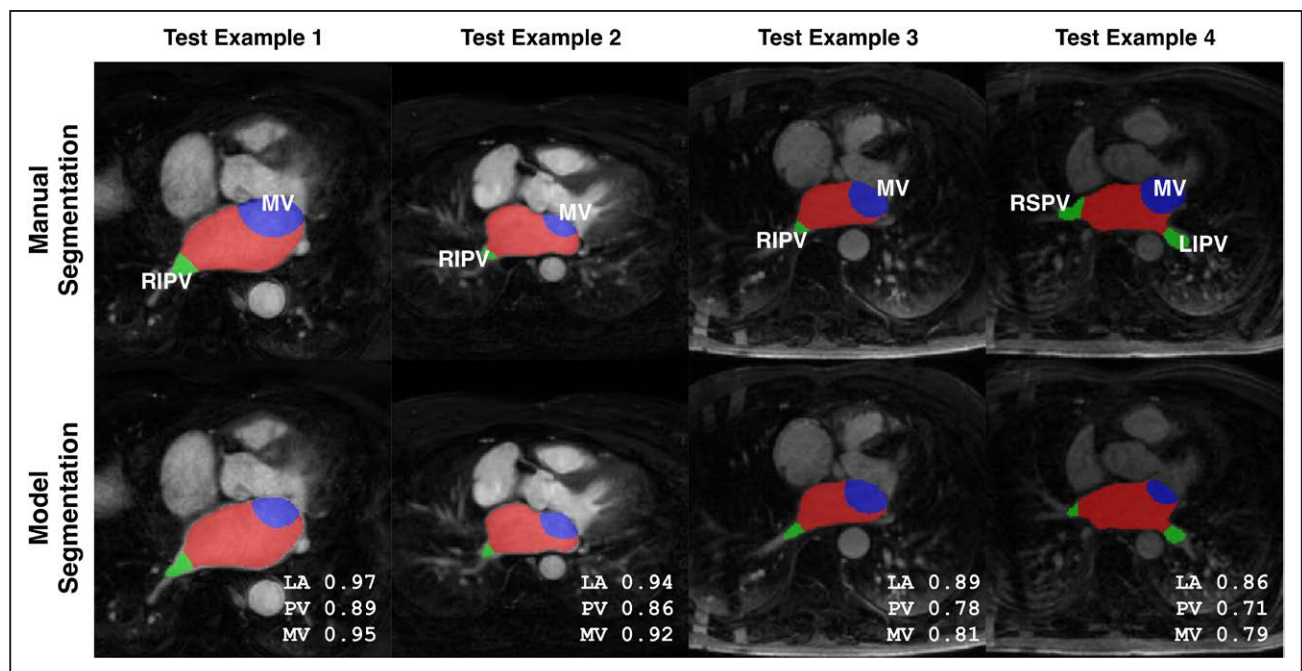 Test Example 1
Test Example 2
Test Example 3
Test Example 4
Manual
Segmentation
MV
RIPV
MV
RIPV
MV
RIPV
RSPV
MV
LIPV
Model
Segmentation
LA 0.97
PV 0.89
MV 0.95
LA 0.94
PV 0.86
MV 0.92
LA 0.89
PV 0.78
MV 0.81
LA 0.86
PV 0.71
MV 0.79